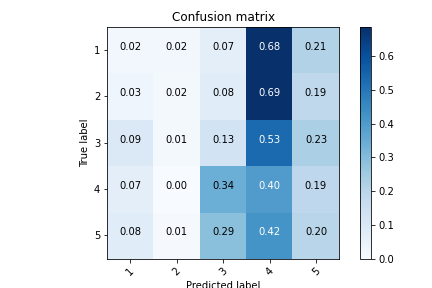 Confusion matrix
1 0.02 0.02 0.07 0.68 0.21
2 0.03 0.02 0.08 0.69 0.19
3 0.09 0.01 0.13 0.53 0.23
4 0.07 0.00 0.34 0.40 0.19
5 0.08 0.01 0.29 0.42 0.20
1 2 3 4 5
True label
Predicted label
0.6
0.5
0.4
0.3
0.2
0.1
0.0